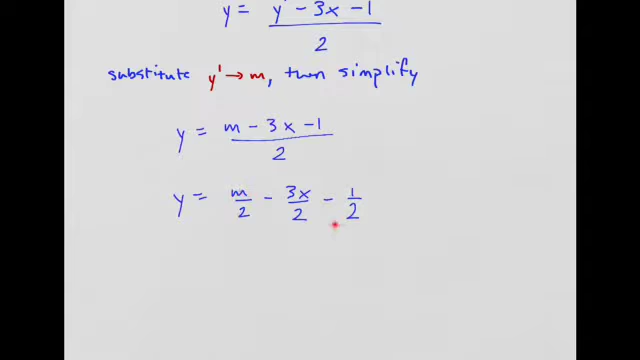 y = (y' − 3x − 1)/2
substitute y' → m, then simplify
y = (m − 3x − 1)/2
y = m/2 − 3x/2 − 1/2